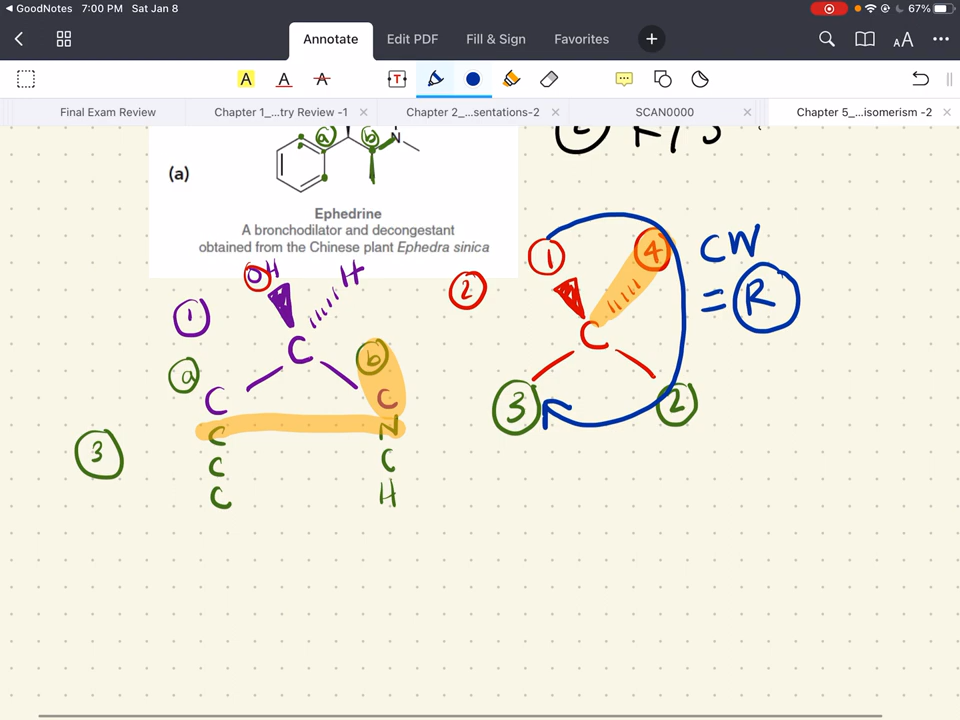 GoodNotes 7:00 PM Sat Jan 8 67%
Annotate Edit PDF Fill & Sign Favorites
Final Exam Review Chapter 1_...try Review -1 Chapter 2_...sentations-2 SCAN0000 Chapter 5_...isomerism -2
② R/S
(a)
a b N
Ephedrine
A bronchodilator and decongestant
obtained from the Chinese plant Ephedra sinica
OH H
1
C
a b
C C
C N
C C
C H
3
2
1 4
C
3 2
CW
= R